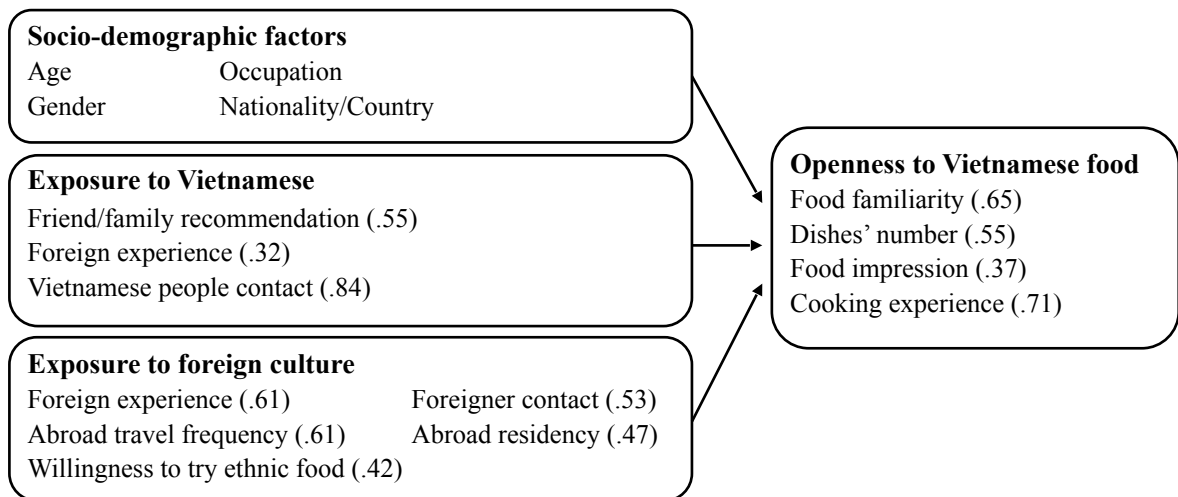 Socio-demographic factors
Age Occupation
Gender Nationality/Country
Exposure to Vietnamese
Friend/family recommendation (.55)
Foreign experience (.32)
Vietnamese people contact (.84)
Exposure to foreign culture
Foreign experience (.61) Foreigner contact (.53)
Abroad travel frequency (.61) Abroad residency (.47)
Willingness to try ethnic food (.42)
Openness to Vietnamese food
Food familiarity (.65)
Dishes’ number (.55)
Food impression (.37)
Cooking experience (.71)